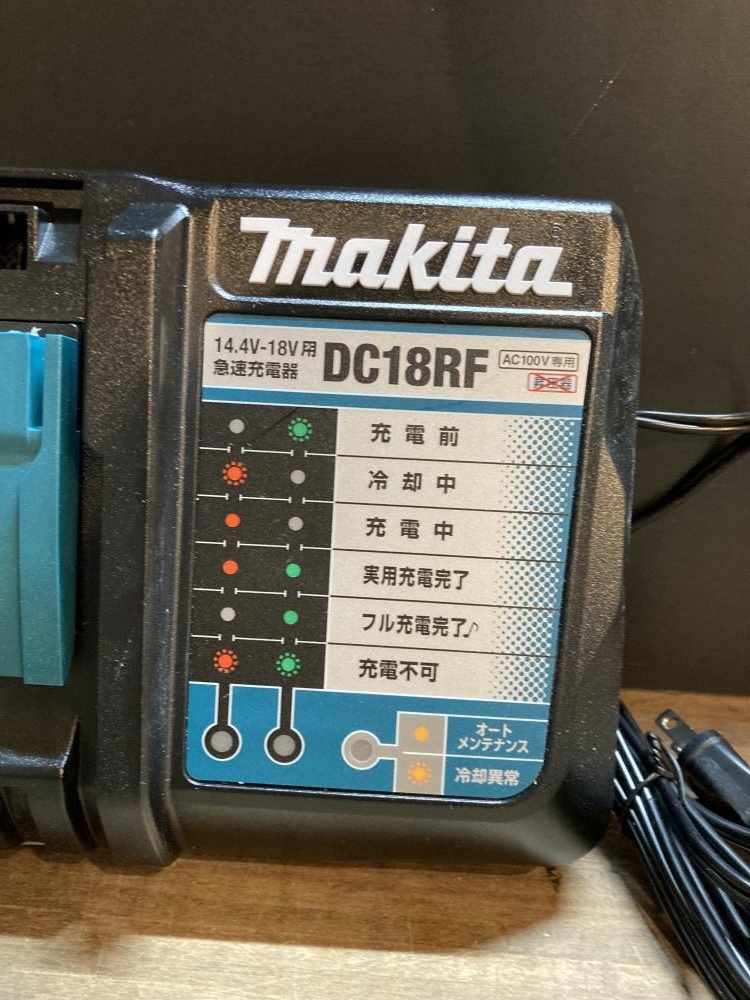 makita
14.4V-18V用
急速充電器
DC18RF
AC100V専用
昇圧器
充電前
冷却中
充電中
実用充電完了
フル充電完了♪
充電不可
オート
メンテナンス
冷却異常